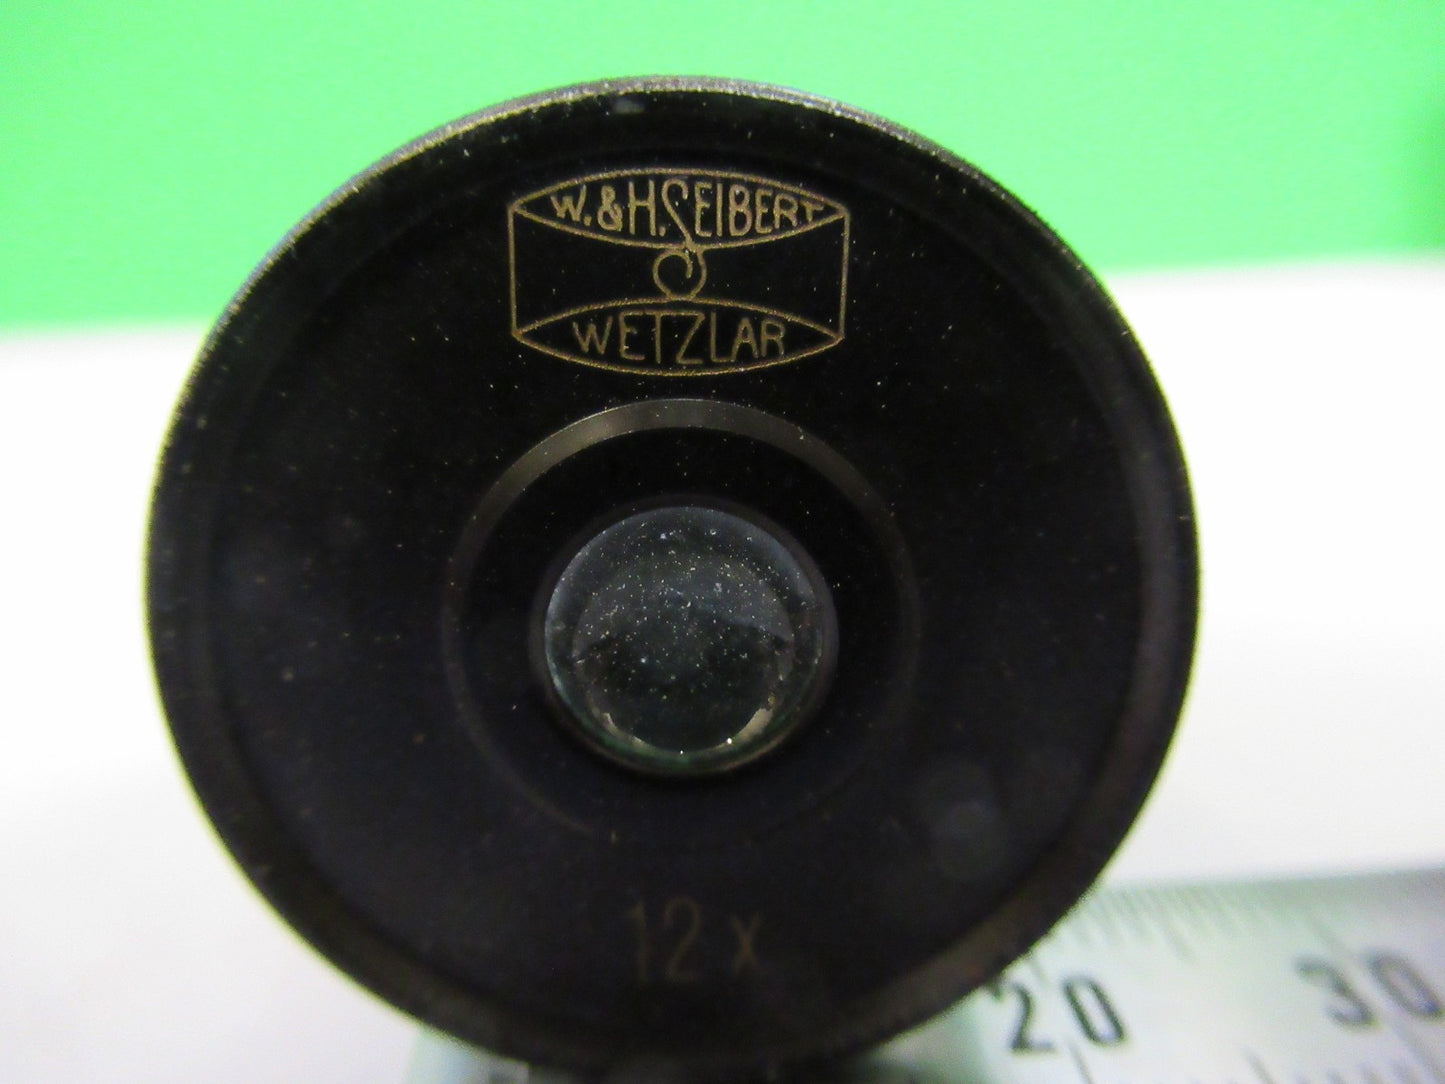 W. & H. SEIBERT
WETZLAR
12 x
20 30